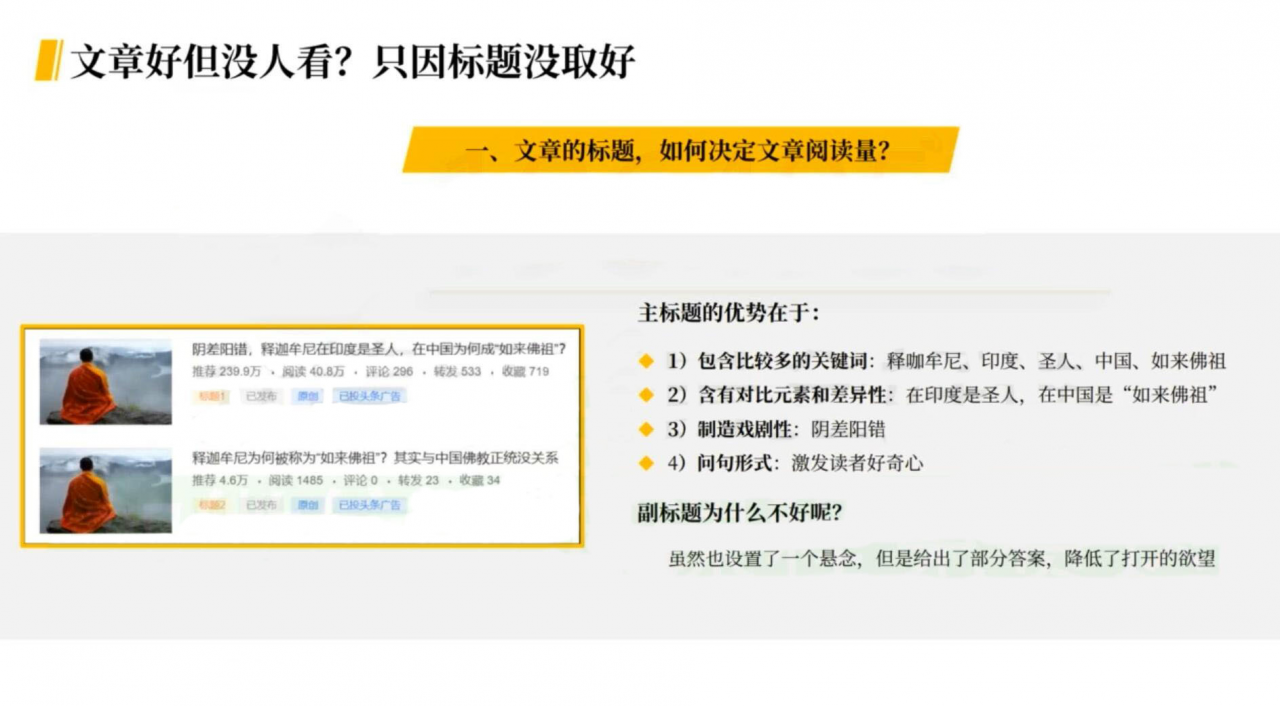 文章好但没人看？只因标题没取好
一、文章的标题，如何决定文章阅读量？
阴差阳错，释迦牟尼在印度是圣人，在中国为何成“如来佛祖”？
推荐 239.9万 · 阅读 40.8万 · 评论 296 · 转发 533 · 收藏 719
标题1 已发布 原创 已投头条广告
释迦牟尼为何被称为“如来佛祖”？其实与中国佛教正统没关系
推荐 4.6万 · 阅读 1485 · 评论 0 · 转发 23 · 收藏 34
标题2 已发布 原创 已投头条广告
主标题的优势在于：
1）包含比较多的关键词：释咖牟尼、印度、圣人、中国、如来佛祖
2）含有对比元素和差异性：在印度是圣人，在中国是“如来佛祖”
3）制造戏剧性：阴差阳错
4）问句形式：激发读者好奇心
副标题为什么不好呢？
虽然也设置了一个悬念，但是给出了部分答案，降低了打开的欲望